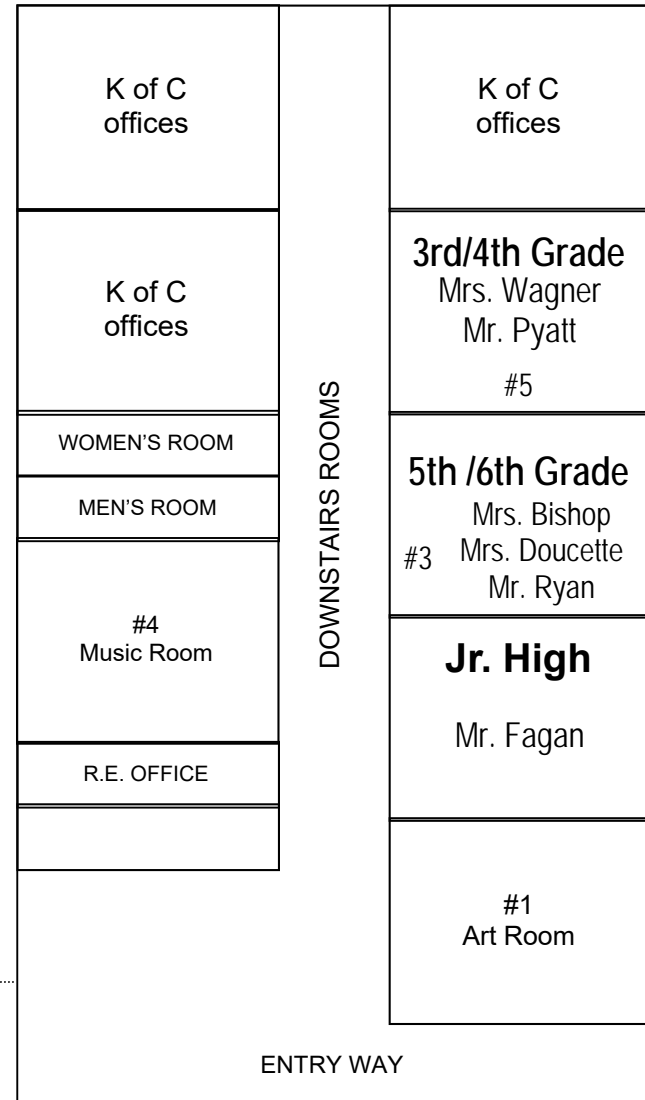 K of C
offices
K of C
offices
WOMEN'S ROOM
MEN'S ROOM
#4
Music Room
R.E. OFFICE
DOWNSTAIRS ROOMS
K of C
offices
3rd/4th Grade
Mrs. Wagner
Mr. Pyatt
#5
5th /6th Grade
Mrs. Bishop
#3 Mrs. Doucette
Mr. Ryan
Jr. High
Mr. Fagan
#1
Art Room
ENTRY WAY